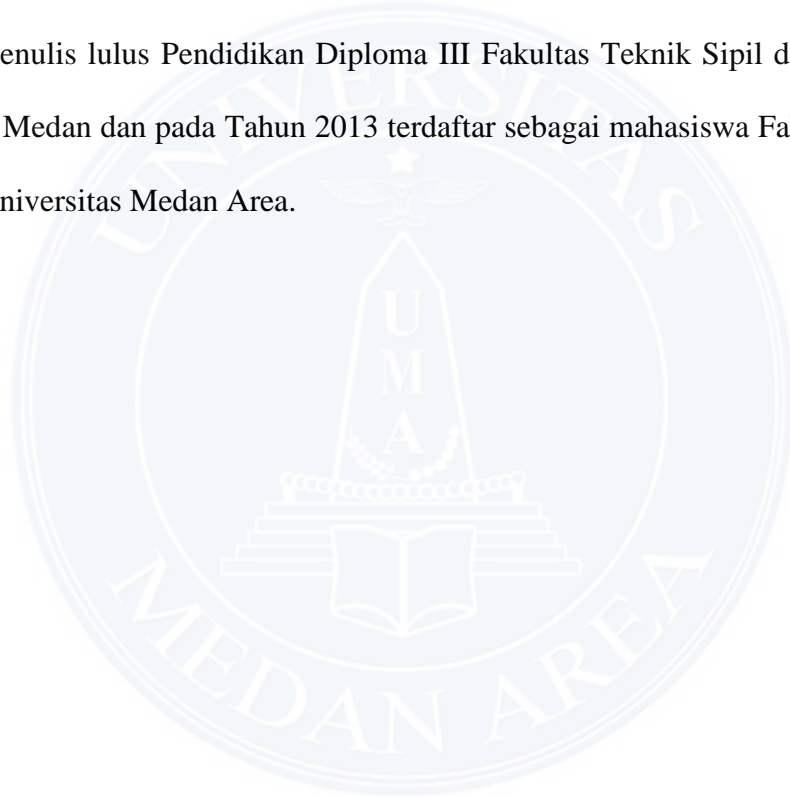 enulis lulus Pendidikan Diploma III Fakultas Teknik Sipil d
Medan dan pada Tahun 2013 terdaftar sebagai mahasiswa Fa
niversitas Medan Area.
UNIVERSITAS
U
M
A
MEDAN AREA